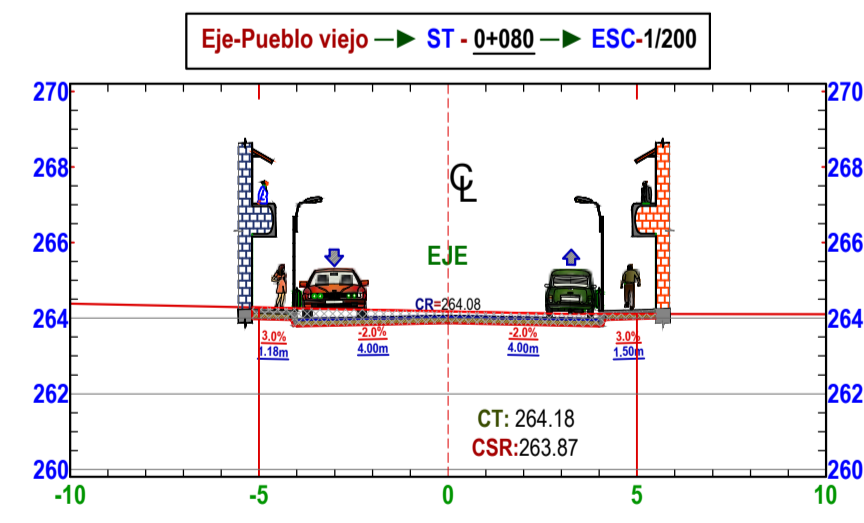 Eje-Pueblo viejo ST - 0+080 ESC-1/200
270 270
268 268
CL
266 266
EJE
CR=264.08
264 264
3.0% -2.0% -2.0% 3.0%
1.18m 4.00m 4.00m 1.50m
262 262
CT: 264.18
CSR:263.87
260 260
-10 -5 0 5 10